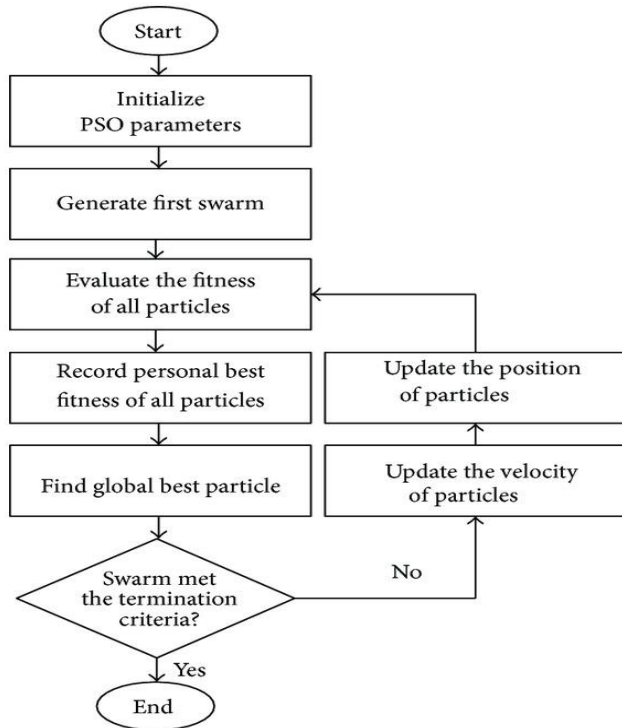 Start
Initialize
PSO parameters
Generate first swarm
Evaluate the fitness
of all particles
Record personal best
fitness of all particles
Update the position
of particles
Find global best particle
Update the velocity
of particles
Swarm met
the termination
criteria?
No
Yes
End